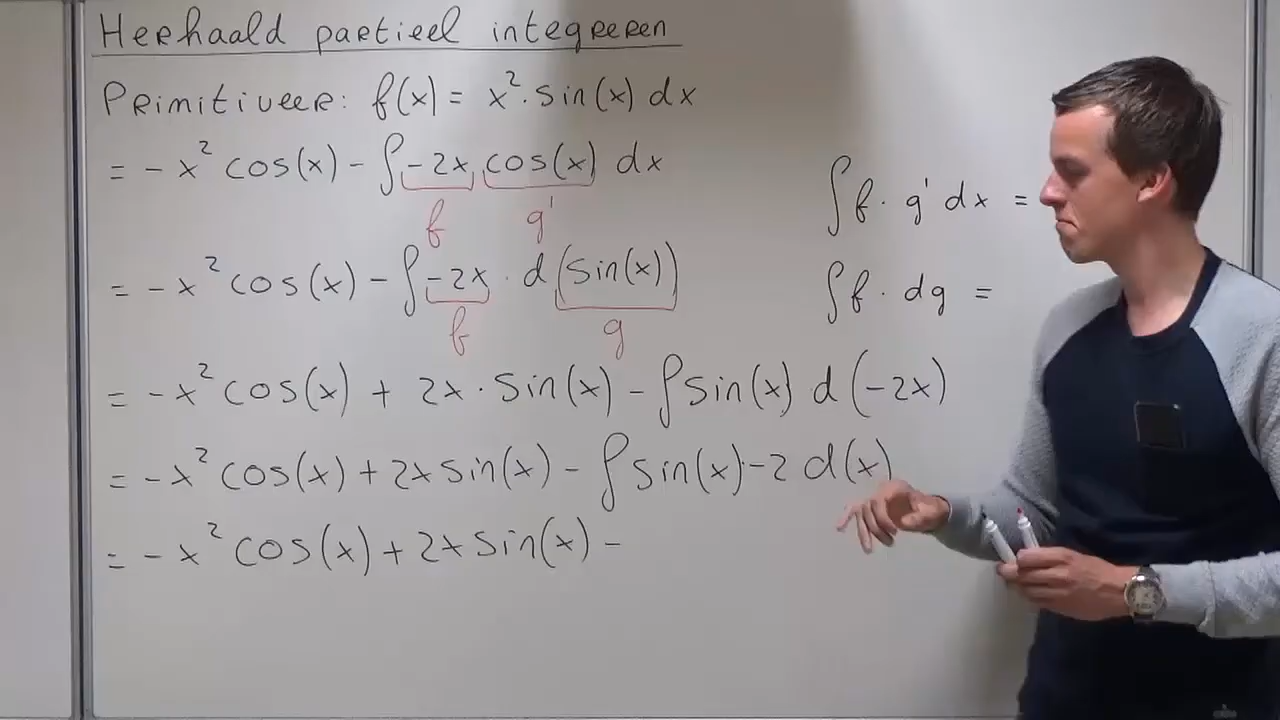 Herhaald partieel integreren
Primitiveer: f(x) = x²·sin(x) dx
= -x² cos(x) - ∫-2x cos(x) dx
f g'
= -x² cos(x) - ∫-2x · d(sin(x))
f g
= -x² cos(x) + 2x · sin(x) - ∫sin(x) d(-2x)
= -x² cos(x) + 2x sin(x) - ∫sin(x)·-2 d(x)
= -x² cos(x) + 2x sin(x) -
∫f · g' dx =
∫f · dg =